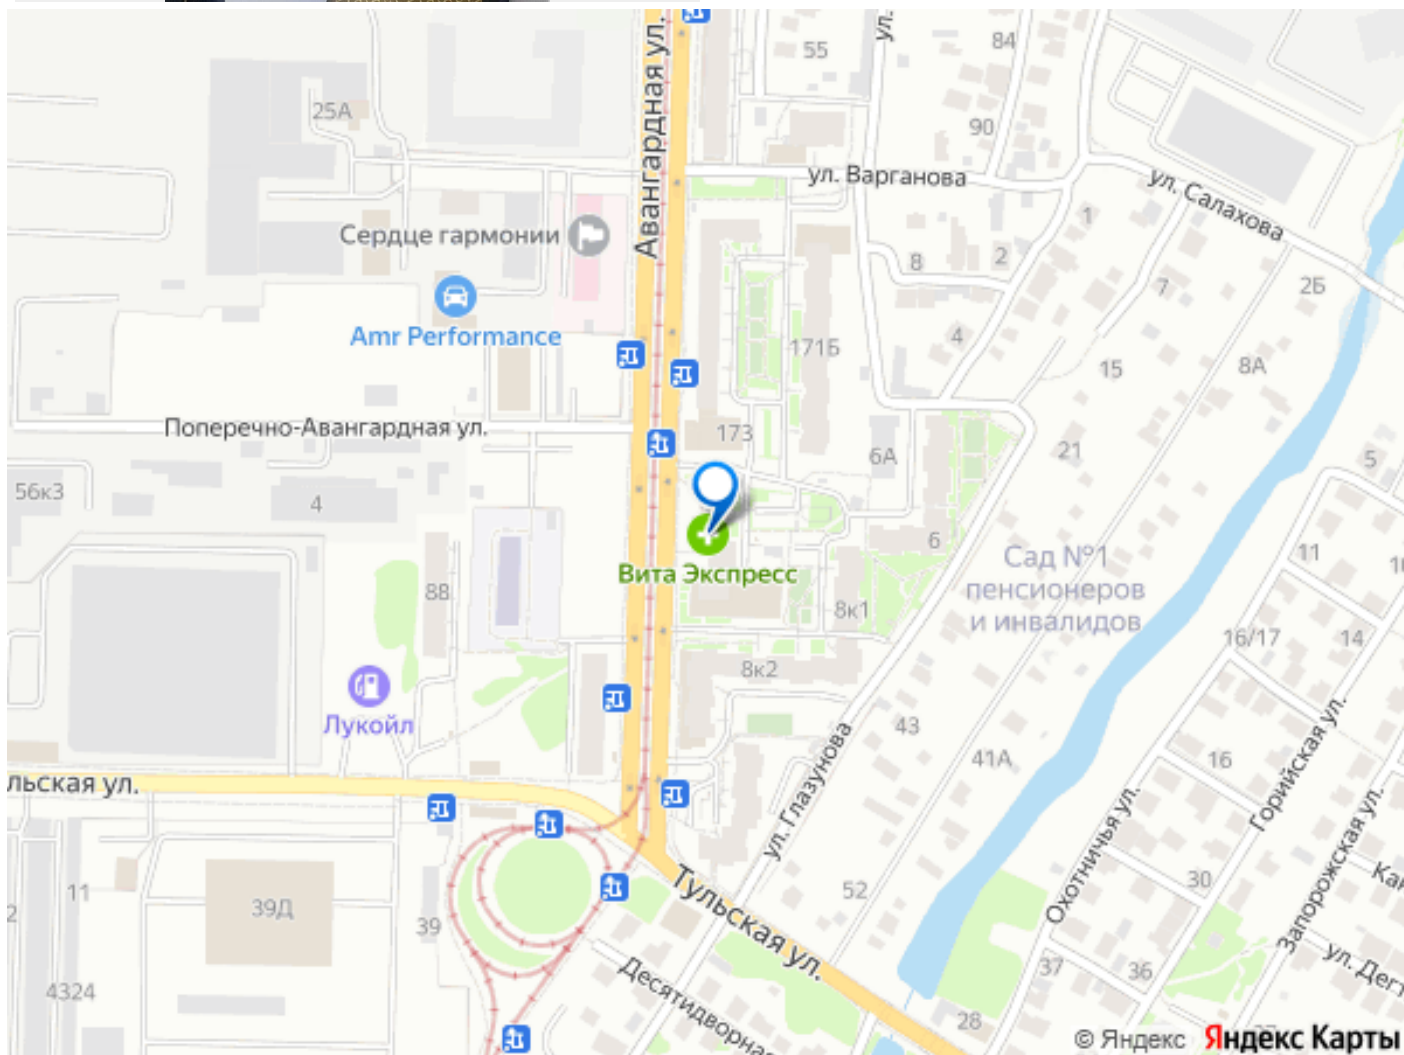 55
84
25А
Авангардная ул.
ул.
90
ул. Варганова
ул. Салахова
Сердце гармонии
1
2
8
7
2Б
Amr Performance
171Б
4
15
8А
Поперечно-Авангардная ул.
173
6А
21
5
56к3
4
6
11
Вита Экспресс
Сад №1
пенсионеров
и инвалидов
88
8к1
16/17
14
8к2
Лукойл
43
41А
16
Горийская ул.
льская ул.
ул. Глазунова
Охотничья ул.
Запорожская ул.
11
2
39Д
39
52
30
Тульская ул.
37
36
ул. Дегт
4324
Десятидворная
28
© Яндекс Яндекс Карты